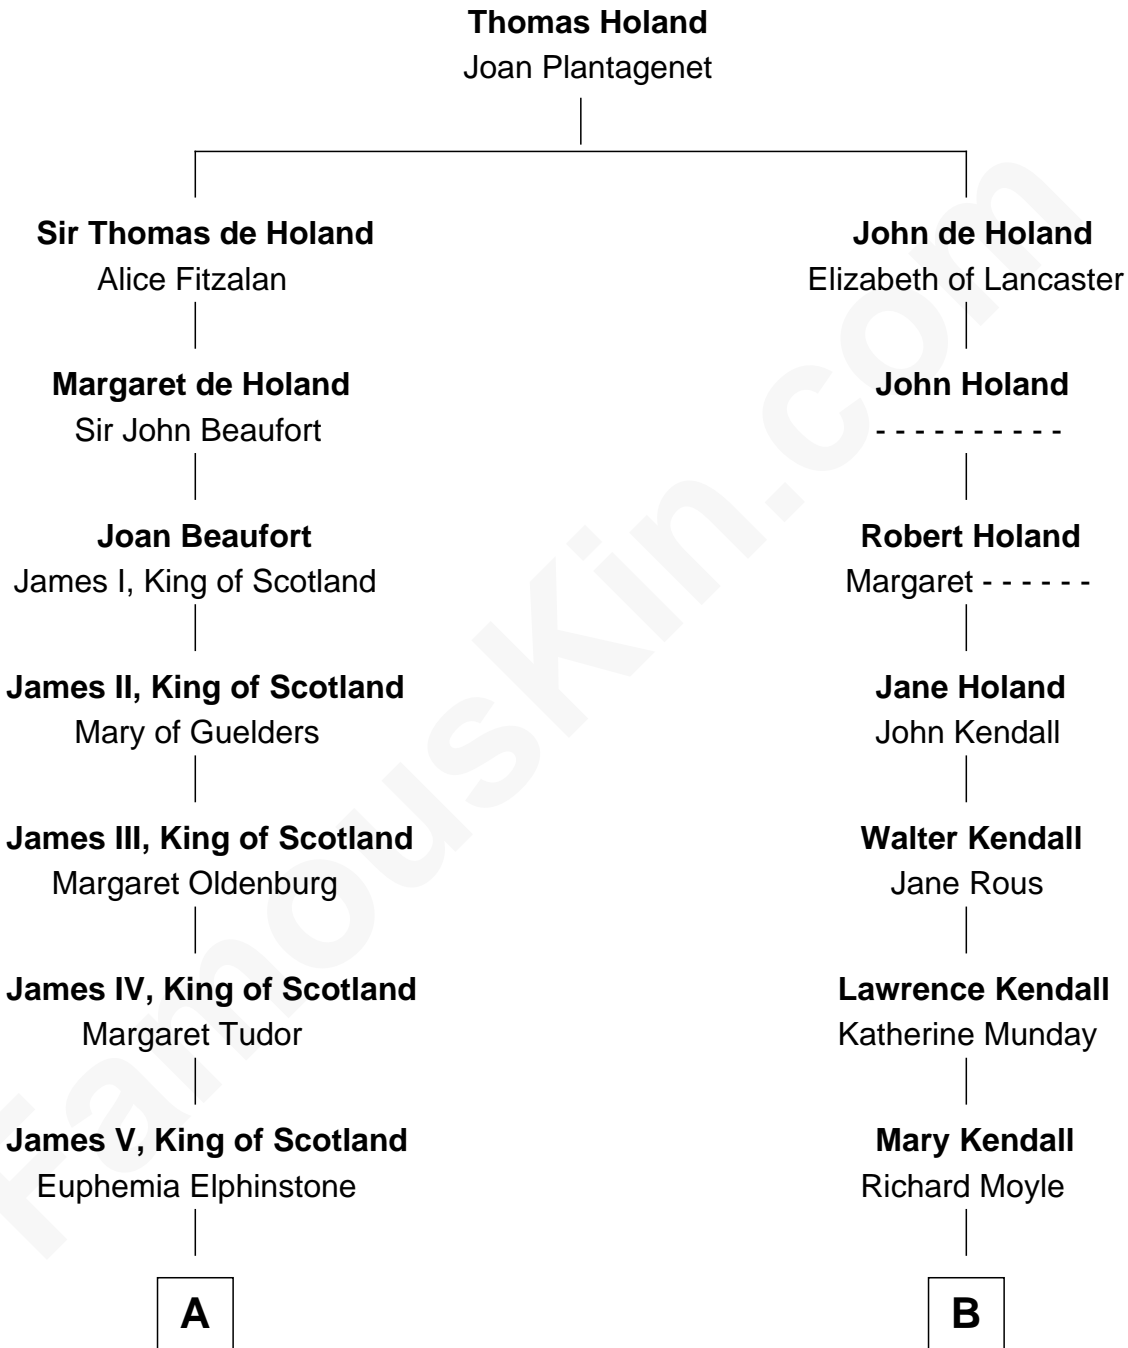 Thomas Holand
Joan Plantagenet
Sir Thomas de Holand
Alice Fitzalan
John de Holand
Elizabeth of Lancaster
Margaret de Holand
Sir John Beaufort
John Holand
- - - - - - - - - -
Joan Beaufort
James I, King of Scotland
Robert Holand
Margaret - - - - - -
James II, King of Scotland
Mary of Guelders
Jane Holand
John Kendall
James III, King of Scotland
Margaret Oldenburg
Walter Kendall
Jane Rous
James IV, King of Scotland
Margaret Tudor
Lawrence Kendall
Katherine Munday
James V, King of Scotland
Euphemia Elphinstone
Mary Kendall
Richard Moyle
A
B
FamousKin.com